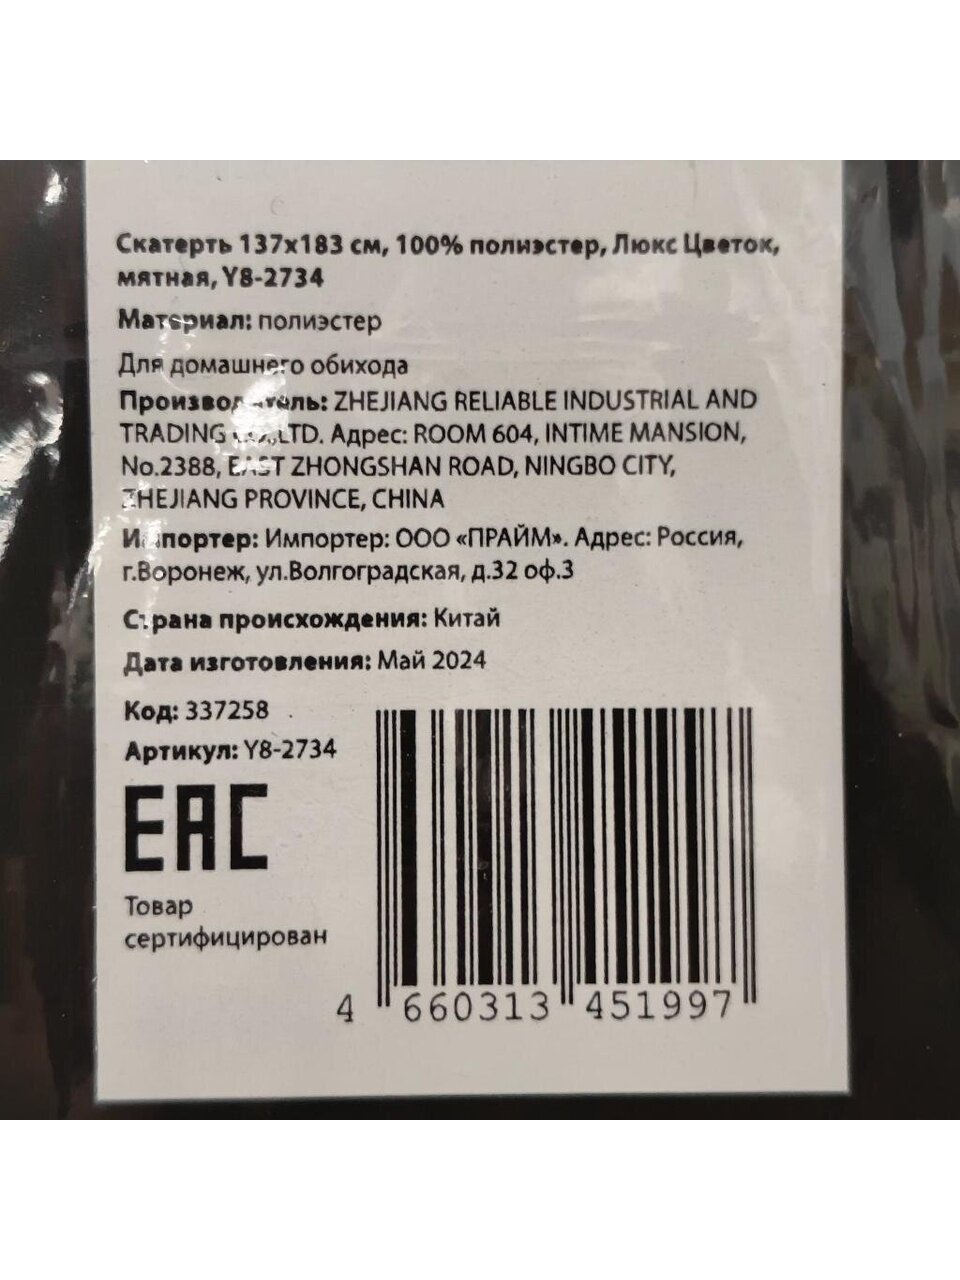 Скатерть 137х183 см, 100% полиэстер, Люкс Цветок,
мятная, Y8-2734
Материал: полиэстер
Для домашнего обихода
Производитель: ZHEJIANG RELIABLE INDUSTRIAL AND
TRADING CO.,LTD. Адрес: ROOM 604, INTIME MANSION,
No.2388, EAST ZHONGSHAN ROAD, NINGBO CITY,
ZHEJIANG PROVINCE, CHINA
Импортер: Импортер: ООО «ПРАЙМ». Адрес: Россия,
г.Воронеж, ул.Волгоградская, д.32 оф.3
Страна происхождения: Китай
Дата изготовления: Май 2024
Код: 337258
Артикул: Y8-2734
EAC
Товар
сертифицирован
4 660313 451997